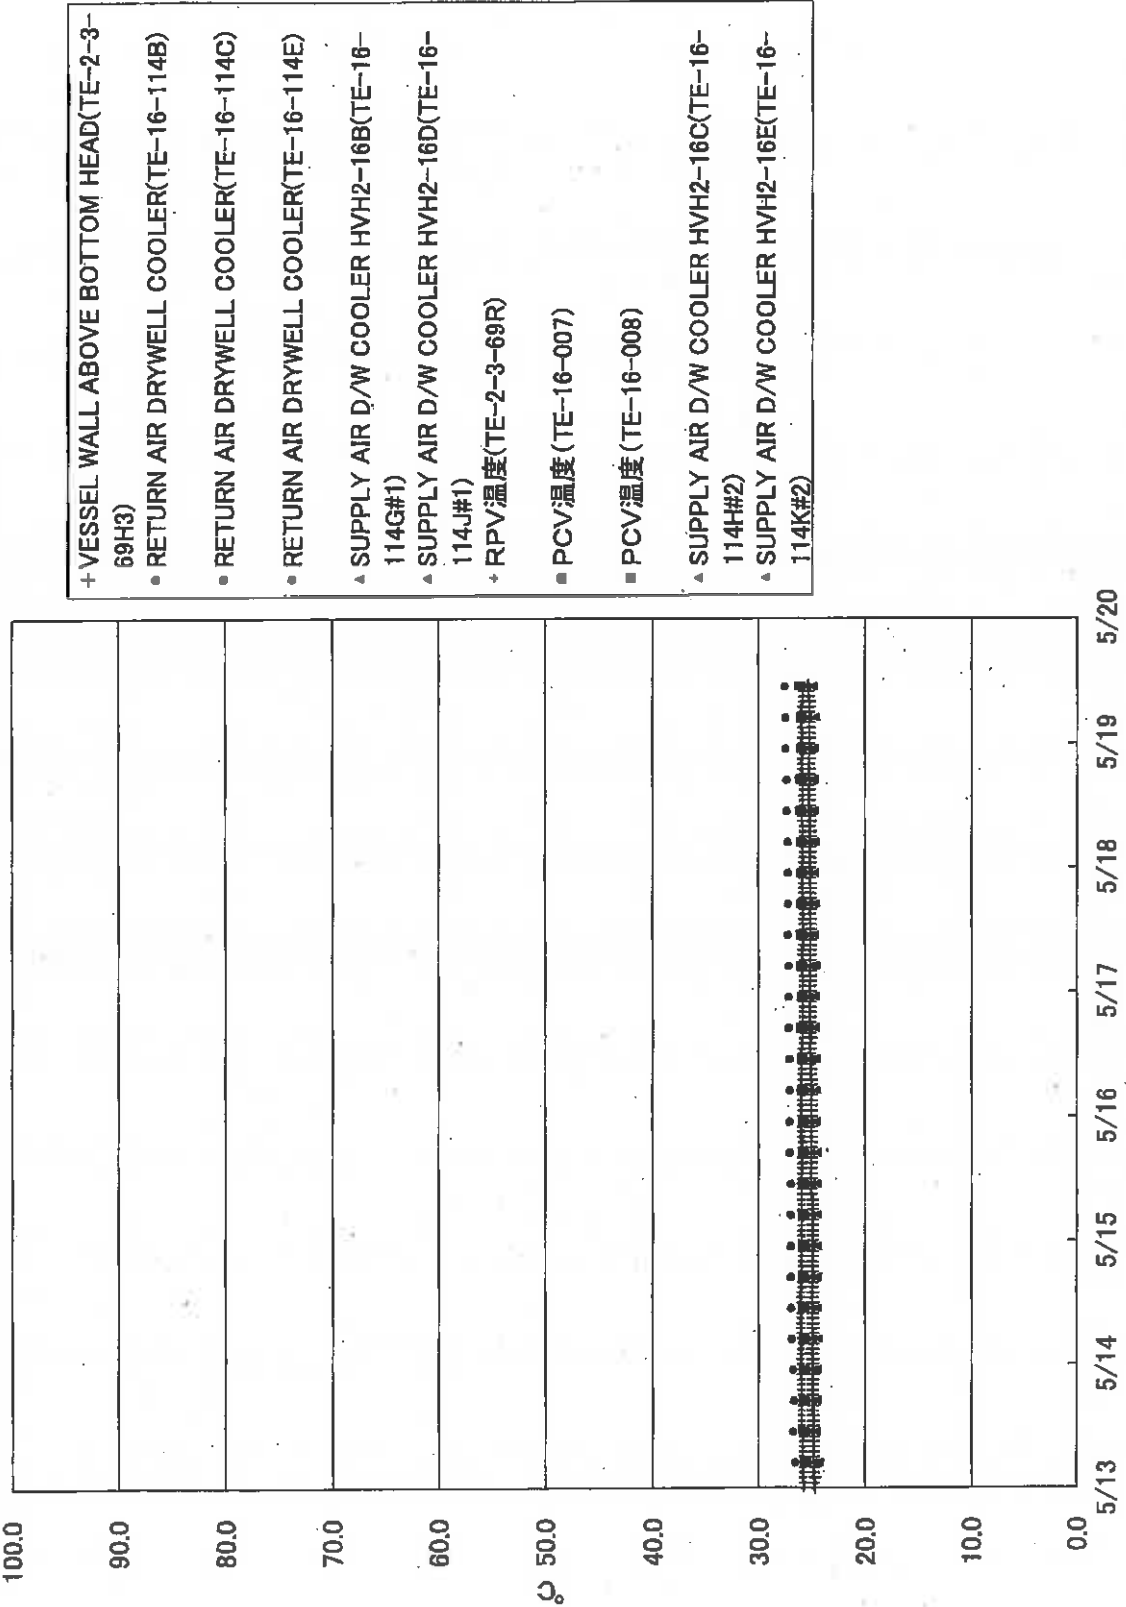 100.0
90.0
80.0
70.0
60.0
50.0
40.0
30.0
20.0
10.0
0.0
℃
5/13
5/14
5/15
5/16
5/17
5/18
5/19
5/20
VESSEL WALL ABOVE BOTTOM HEAD(TE-2-3-
69H3)
RETURN AIR DRYWELL COOLER(TE-16-114B)
RETURN AIR DRYWELL COOLER(TE-16-114C)
RETURN AIR DRYWELL COOLER(TE-16-114E)
SUPPLY AIR D/W COOLER HVH2-16B(TE-16-
114G#1)
SUPPLY AIR D/W COOLER HVH2-16D(TE-16-
114J#1)
RPV温度(TE-2-3-69R)
PCV温度(TE-16-007)
PCV温度(TE-16-008)
SUPPLY AIR D/W COOLER HVH2-16C(TE-16-
114H#2)
SUPPLY AIR D/W COOLER HVH2-16E(TE-16-
114K#2)